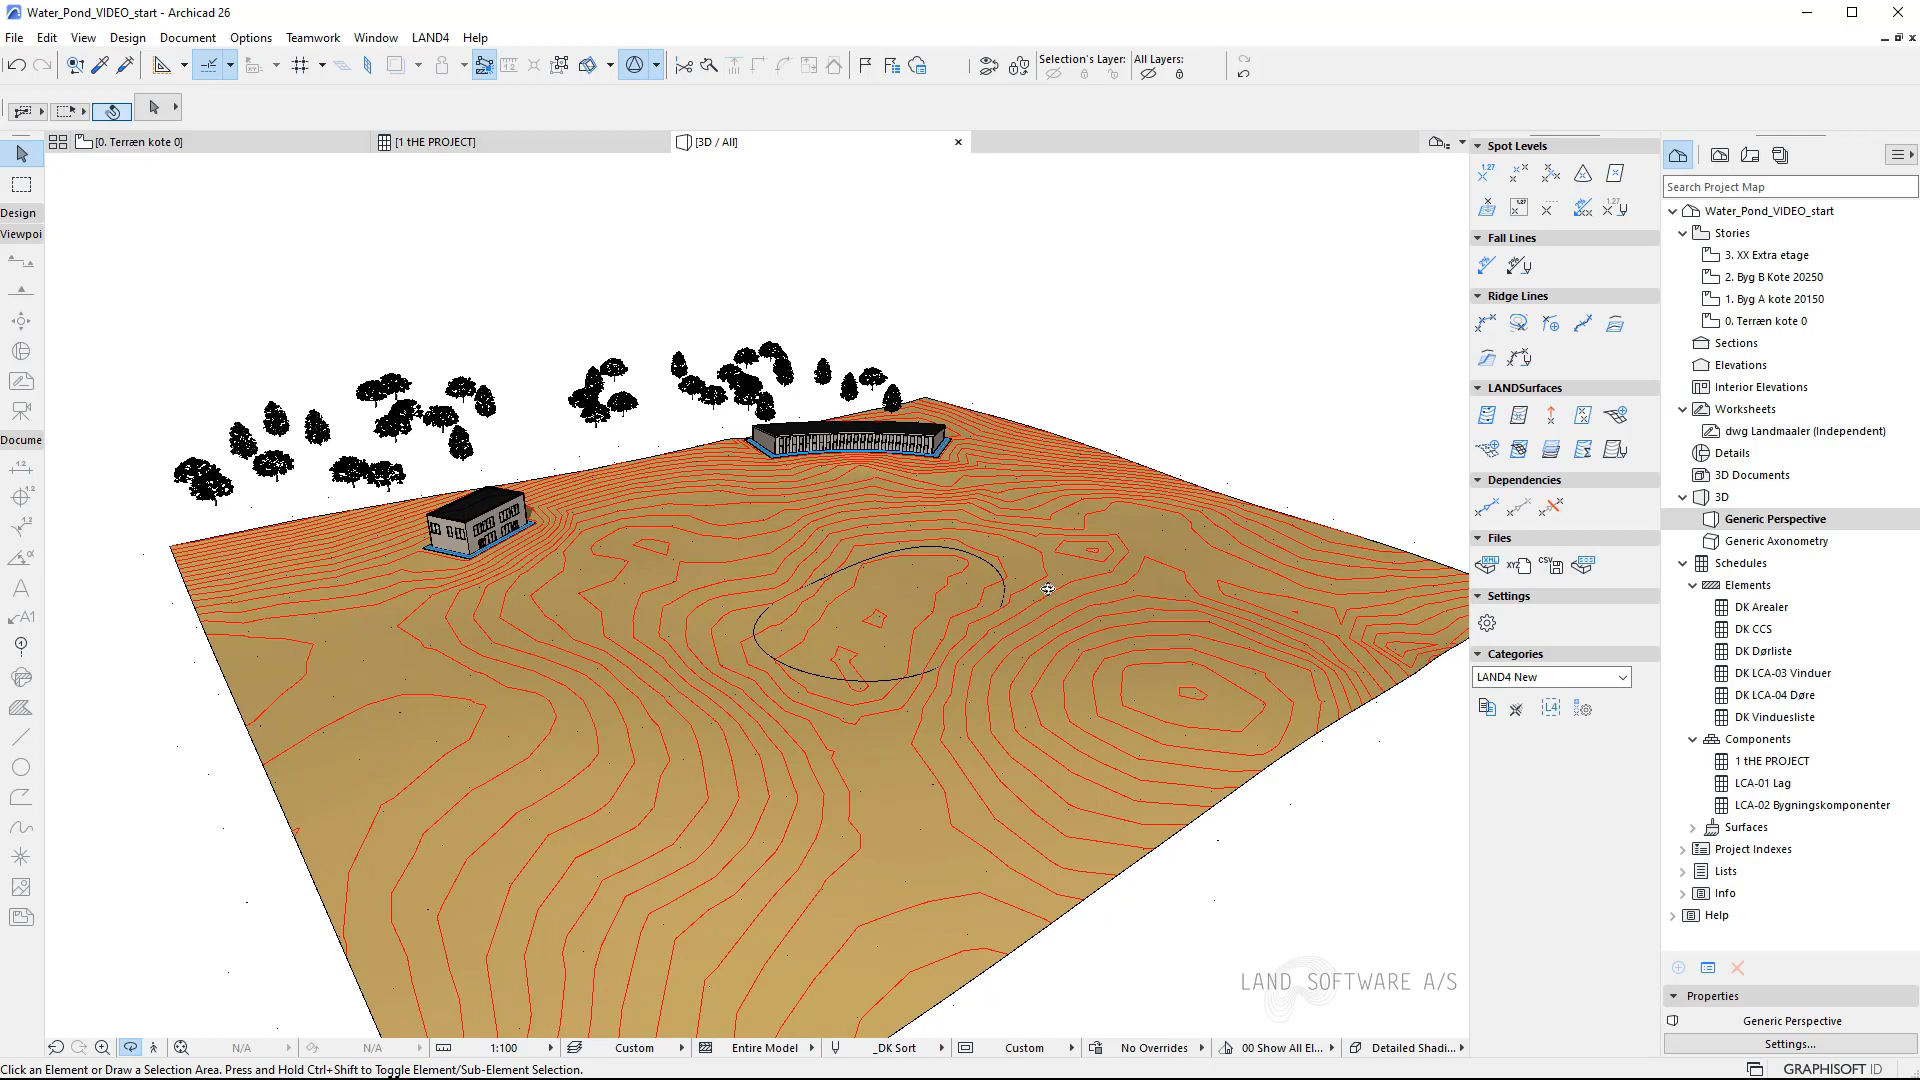 Water_Pond_VIDEO_start - Archicad 26
File Edit View Design Document Options Teamwork Window LAND4 Help
Selection's Layer: All Layers:
[0. Terræn kote 0] [1 tHE PROJECT] [3D / All]
Design
Viewpoi
Docume
Spot Levels
Fall Lines
Ridge Lines
LANDSurfaces
Dependencies
Files
Settings
Categories
LAND4 New
Search Project Map
Water_Pond_VIDEO_start
Stories
3. XX Extra etage
2. Byg B Kote 20250
1. Byg A kote 20150
0. Terræn kote 0
Sections
Elevations
Interior Elevations
Worksheets
dwg Landmaaler (Independent)
Details
3D Documents
3D
Generic Perspective
Generic Axonometry
Schedules
Elements
DK Arealer
DK CCS
DK Dørliste
DK LCA-03 Vinduer
DK LCA-04 Døre
DK Vinduesliste
Components
1 tHE PROJECT
LCA-01 Lag
LCA-02 Bygningskomponenter
Surfaces
Project Indexes
Lists
Info
Help
Properties
Generic Perspective
Settings...
LAND SOFTWARE A/S
N/A N/A 1:100 Custom Entire Model _DK Sort Custom No Overrides 00 Show All El... Detailed Shadi...
Click an Element or Draw a Selection Area. Press and Hold Ctrl+Shift to Toggle Element/Sub-Element Selection.
GRAPHISOFT ID